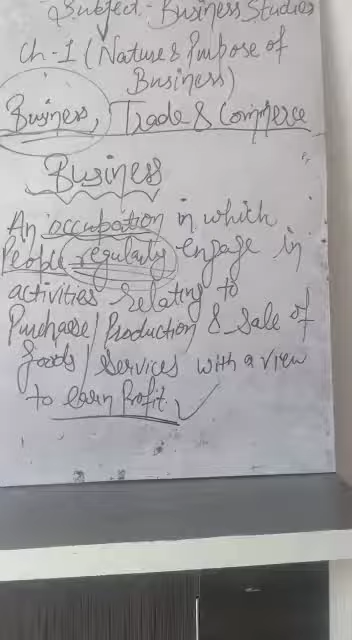 Subject - Business Studies
Ch-1 (Nature & Purpose of
Business)
Business, Trade & Commerce
Business
An occupation in which
People regularly engage in
activities relating to
Purchase / Production & Sale of
goods / Services with a view
to earn Profit